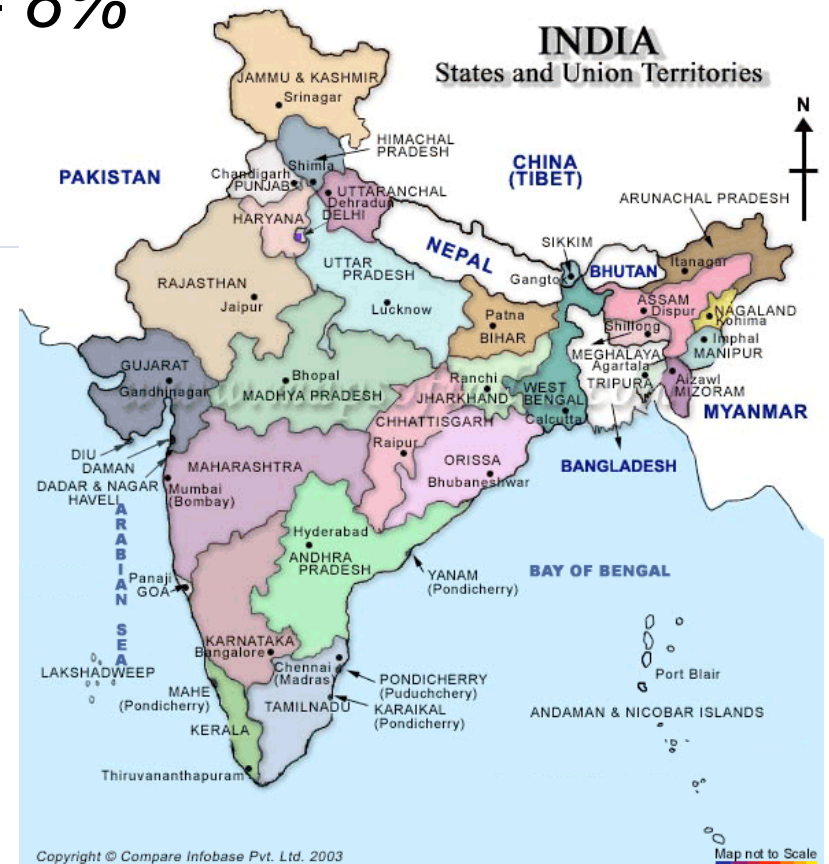 6%
INDIA
States and Union Territories
N
JAMMU & KASHMIR
Srinagar
HIMACHAL
PRADESH
PAKISTAN
CHINA
(TIBET)
Shimla
Chandigarh
PUNJAB
UTTARANCHAL
Dehradun
HARYANA
DELHI
ARUNACHAL PRADESH
NEPAL
SIKKIM
Itanagar
Gangto
BHUTAN
RAJASTHAN
Jaipur
UTTAR
PRADESH
Lucknow
Patna
BIHAR
ASSAM
Dispur
NAGALAND
Kohima
Shillong
Imphal
MANIPUR
MEGHALAYA
Agartala
TRIPURA
Aizawl
MIZORAM
MYANMAR
GUJARAT
Gandhinagar
Bhopal
MADHYA PRADESH
Ranchi
JHARKHAND
WEST
BENGAL
Calcutta
CHHATTISGARH
Raipur
BANGLADESH
DIU
DAMAN
DADAR & NAGAR
HAVELI
MAHARASHTRA
Mumbai
(Bombay)
ORISSA
Bhubaneshwar
ARABIAN SEA
Hyderabad
ANDHRA
PRADESH
YANAM
(Pondicherry)
BAY OF BENGAL
Panaji
GOA
KARNATAKA
Bangalore
Chennai
(Madras)
LAKSHADWEEP
MAHE
(Pondicherry)
PONDICHERRY
(Puduchchery)
KARAIKAL
(Pondicherry)
TAMILNADU
KERALA
Thiruvananthapuram
Port Blair
ANDAMAN & NICOBAR ISLANDS
Copyright © Compare Infobase Pvt. Ltd. 2003
Map not to Scale